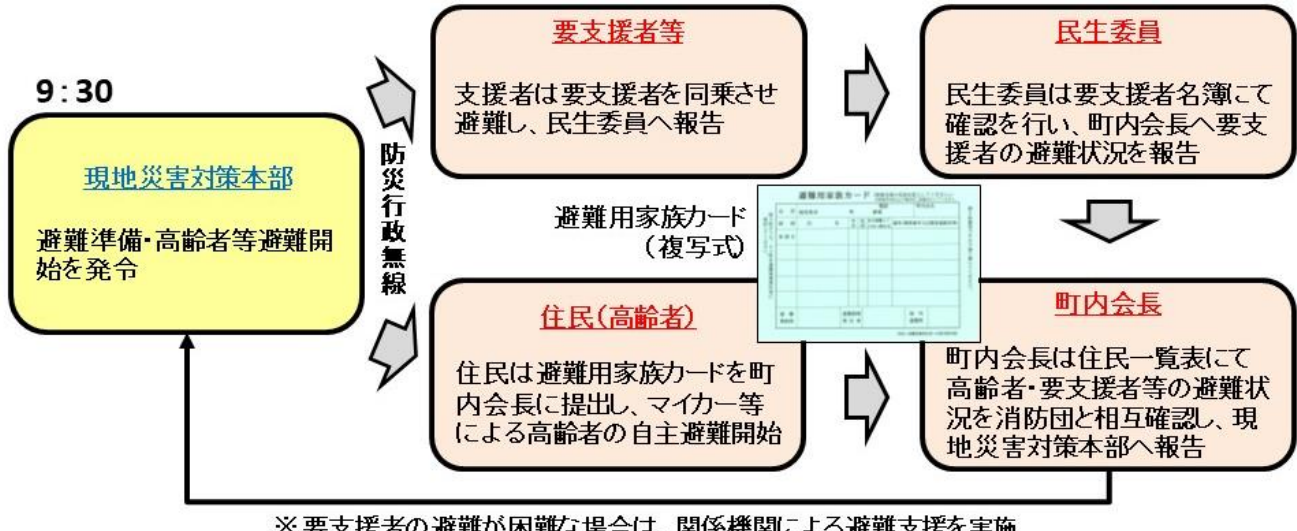 9:30
現地災害対策本部
避難準備・高齢者等避難開
始を発令
防災行政無線
要支援者等
支援者は要支援者を同乗させ
避難し、民生委員へ報告
民生委員
民生委員は要支援者名簿にて
確認を行い、町内会長へ要支
援者の避難状況を報告
避難用家族カード
(複写式)
避難用家族カード
住民(高齢者)
住民は避難用家族カードを町
内会長に提出し、マイカー等
による高齢者の自主避難開始
町内会長
町内会長は住民一覧表にて
高齢者・要支援者等の避難状
況を消防団と相互確認し、現
地災害対策本部へ報告
※要支援者の避難が困難な場合は、関係機関による避難支援を実施